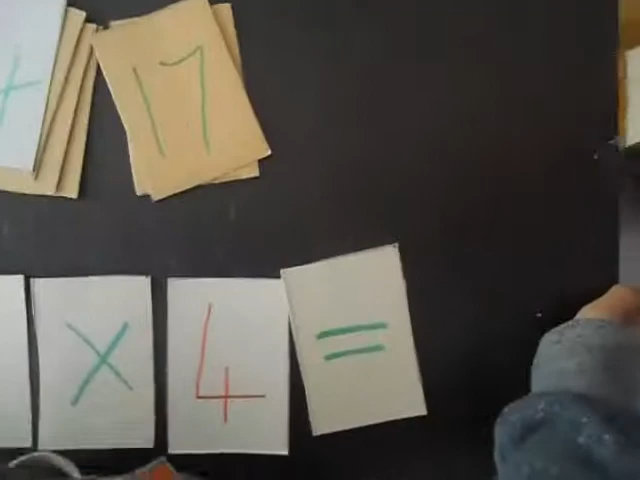 + 17
× 4 =